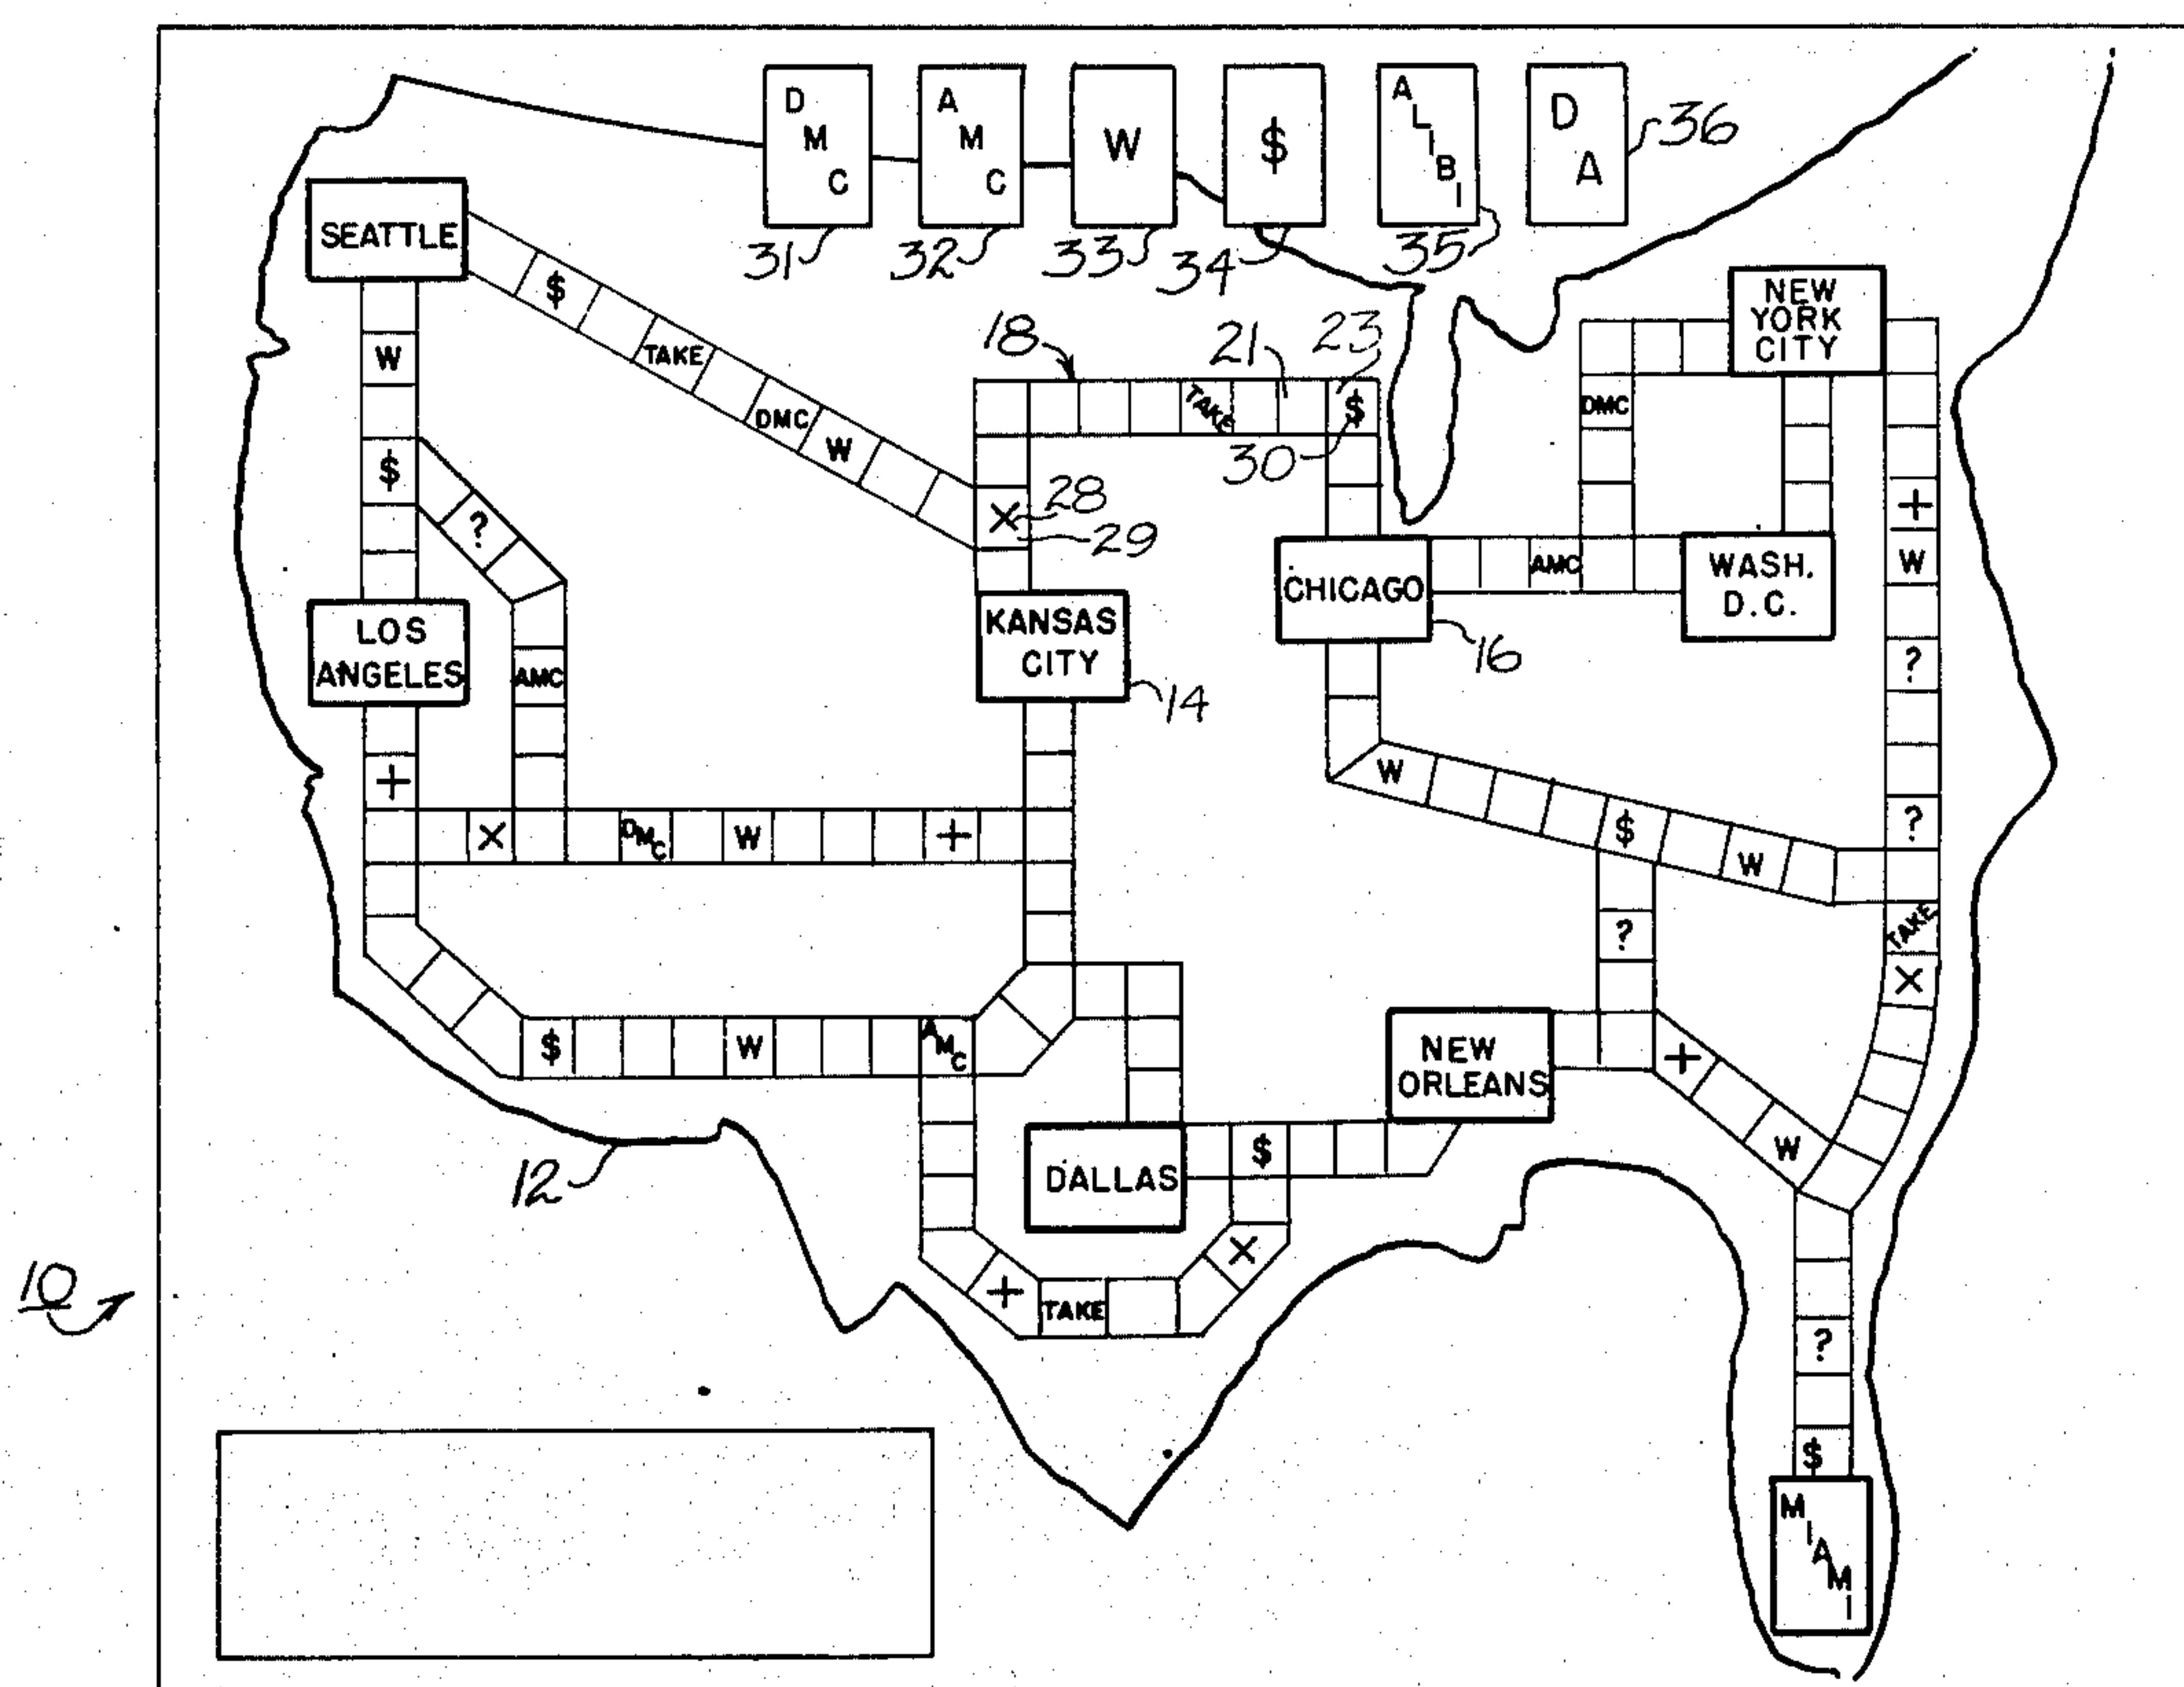 D M C
A M C
W
$
ALIBI
D A
31
32
33
34
35
36
SEATTLE
NEW
YORK
CITY
$
W
TAKE
18
21
23
TAKE
$
DMC
W
30
DMC
$
?
X
28
29
+
W
AMC
CHICAGO
WASH.
D.C.
LOS
ANGELES
KANSAS
CITY
16
14
AMC
?
+
W
X
DMC
W
+
$
W
?
?
TAKE
X
$
W
AMC
NEW
ORLEANS
+
W
12
DALLAS
$
X
+
TAKE
10
?
$
MIAMI